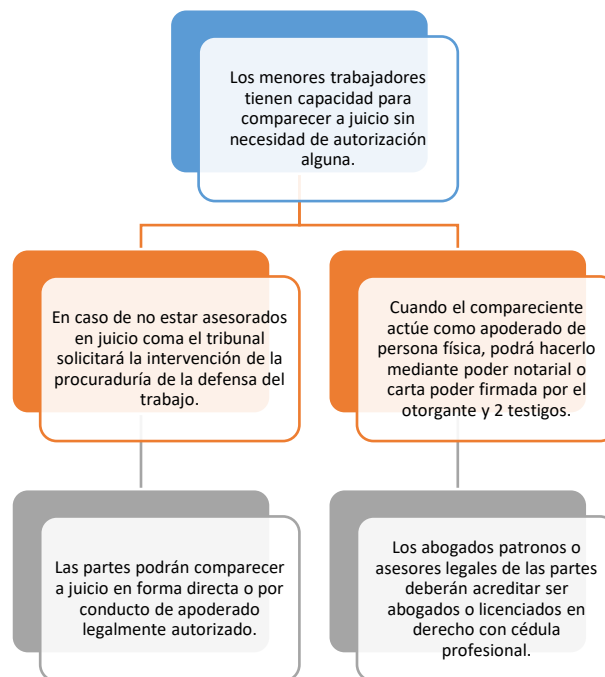 Los menores trabajadores
tienen capacidad para
comparecer a juicio sin
necesidad de autorización
alguna.
En caso de no estar asesorados
en juicio coma el tribunal
solicitará la intervención de la
procuraduría de la defensa del
trabajo.
Cuando el compareciente
actúe como apoderado de
persona física, podrá hacerlo
mediante poder notarial o
carta poder firmada por el
otorgante y 2 testigos.
Las partes podrán comparecer
a juicio en forma directa o por
conducto de apoderado
legalmente autorizado.
Los abogados patronos o
asesores legales de las partes
deberán acreditar ser
abogados o licenciados en
derecho con cédula
profesional.